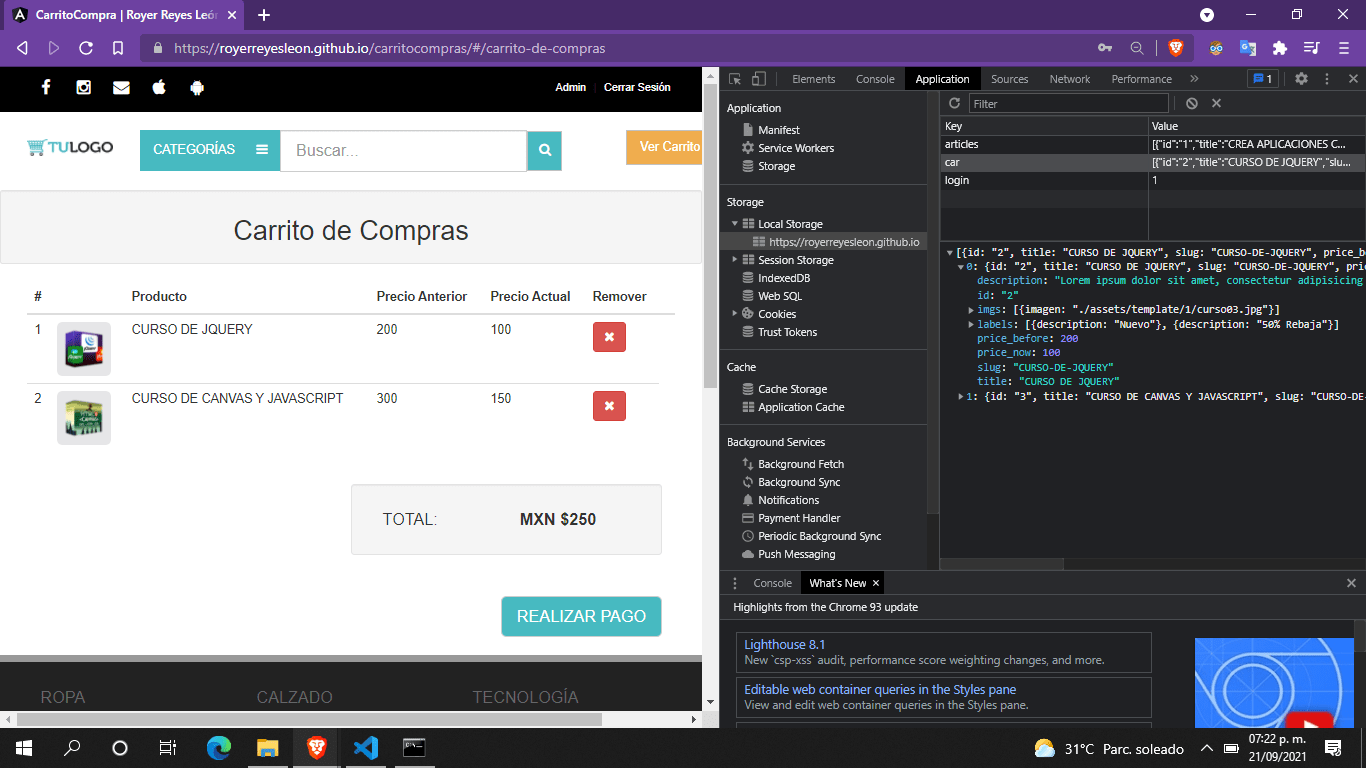 CarritoCompra | Royer Reyes León
https://royerreyesleon.github.io/carritocompras/#/carrito-de-compras
Admin
Cerrar Sesión
TULOGO
CATEGORÍAS
Buscar...
Ver Carrito
Carrito de Compras
# Producto Precio Anterior Precio Actual Remover
1 CURSO DE JQUERY 200 100
2 CURSO DE CANVAS Y JAVASCRIPT 300 150
TOTAL: MXN $250
REALIZAR PAGO
ROPA CALZADO TECNOLOGÍA
Elements Console Application Sources Network Performance » 1
Application
Manifest
Service Workers
Storage
Storage
Local Storage
https://royerreyesleon.github.io
Session Storage
IndexedDB
Web SQL
Cookies
Trust Tokens
Cache
Cache Storage
Application Cache
Background Services
Background Fetch
Background Sync
Notifications
Payment Handler
Periodic Background Sync
Push Messaging
Filter
Key Value
articles [{"id":"1","title":"CREA APLICACIONES C...
car [{"id":"2","title":"CURSO DE JQUERY","slu...
login 1
[{id: "2", title: "CURSO DE JQUERY", slug: "CURSO-DE-JQUERY", price_b
0: {id: "2", title: "CURSO DE JQUERY", slug: "CURSO-DE-JQUERY", pri
description: "Lorem ipsum dolor sit amet, consectetur adipisicing
id: "2"
imgs: [{imagen: "./assets/template/1/curso03.jpg"}]
labels: [{description: "Nuevo"}, {description: "50% Rebaja"}]
price_before: 200
price_now: 100
slug: "CURSO-DE-JQUERY"
title: "CURSO DE JQUERY"
1: {id: "3", title: "CURSO DE CANVAS Y JAVASCRIPT", slug: "CURSO-DE-
Console What's New
Highlights from the Chrome 93 update
Lighthouse 8.1
New `csp-xss` audit, performance score weighting changes, and more.
Editable web container queries in the Styles pane
View and edit web container queries in the Styles pane.
31°C Parc. soleado
07:22 p. m.
21/09/2021